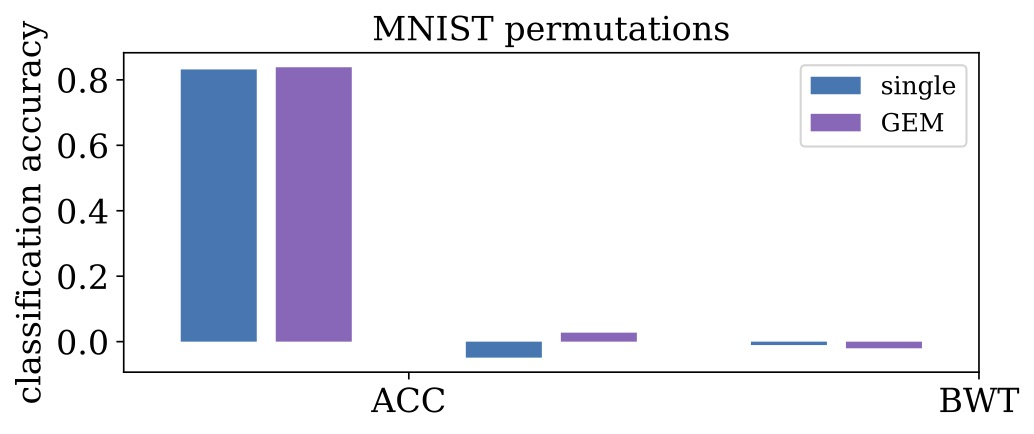 MNIST permutations
classification accuracy
0.8
0.6
0.4
0.2
0.0
single
GEM
ACC
BWT